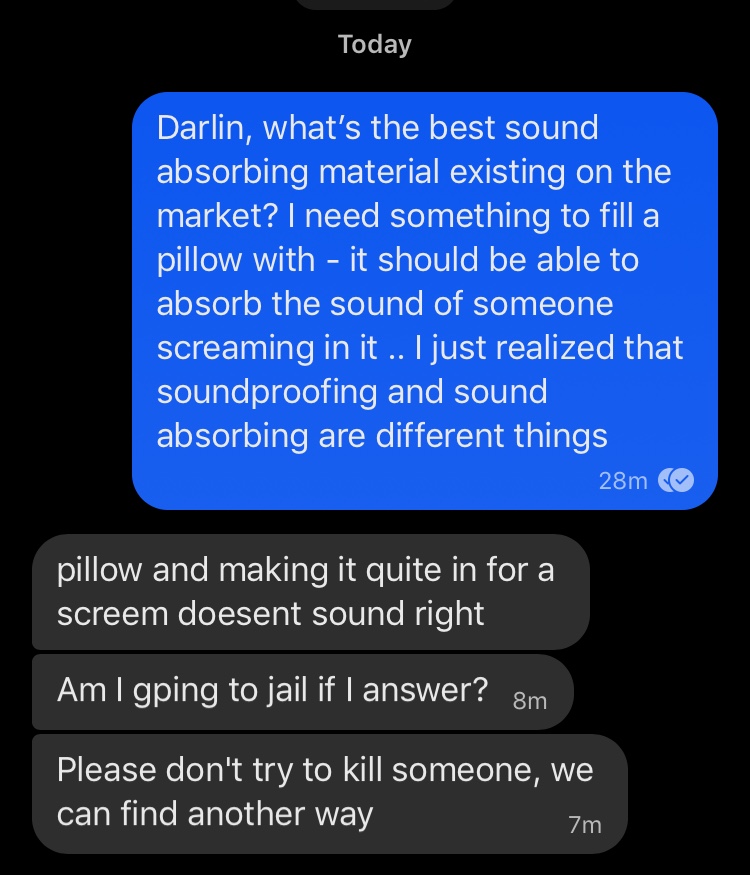 Today
Darlin, what’s the best sound
absorbing material existing on the
market? I need something to fill a
pillow with - it should be able to
absorb the sound of someone
screaming in it .. I just realized that
soundproofing and sound
absorbing are different things
28m
pillow and making it quite in for a
screem doesent sound right
Am I gping to jail if I answer?
8m
Please don't try to kill someone, we
can find another way
7m